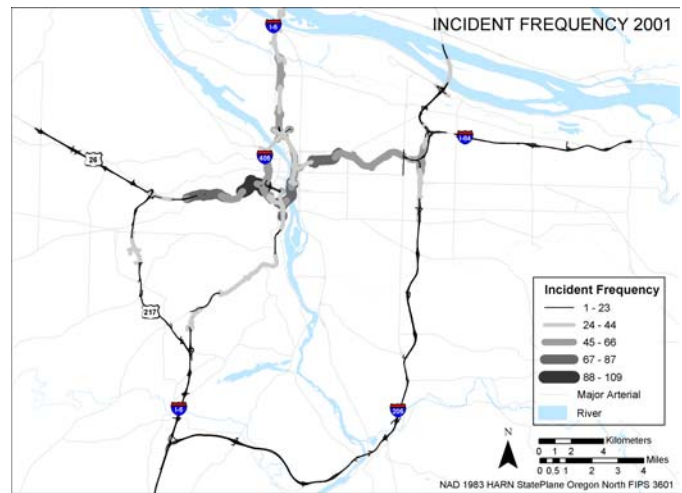 INCIDENT FREQUENCY 2001
I-5
405
I-84
26
217
I-5
205
Incident Frequency
1 - 23
24 - 44
45 - 66
67 - 87
88 - 109
Major Arterial
River
N
0 1 2 4 Kilometers
0 0.5 1 2 3 4 Miles
NAD 1983 HARN StatePlane Oregon North FIPS 3601